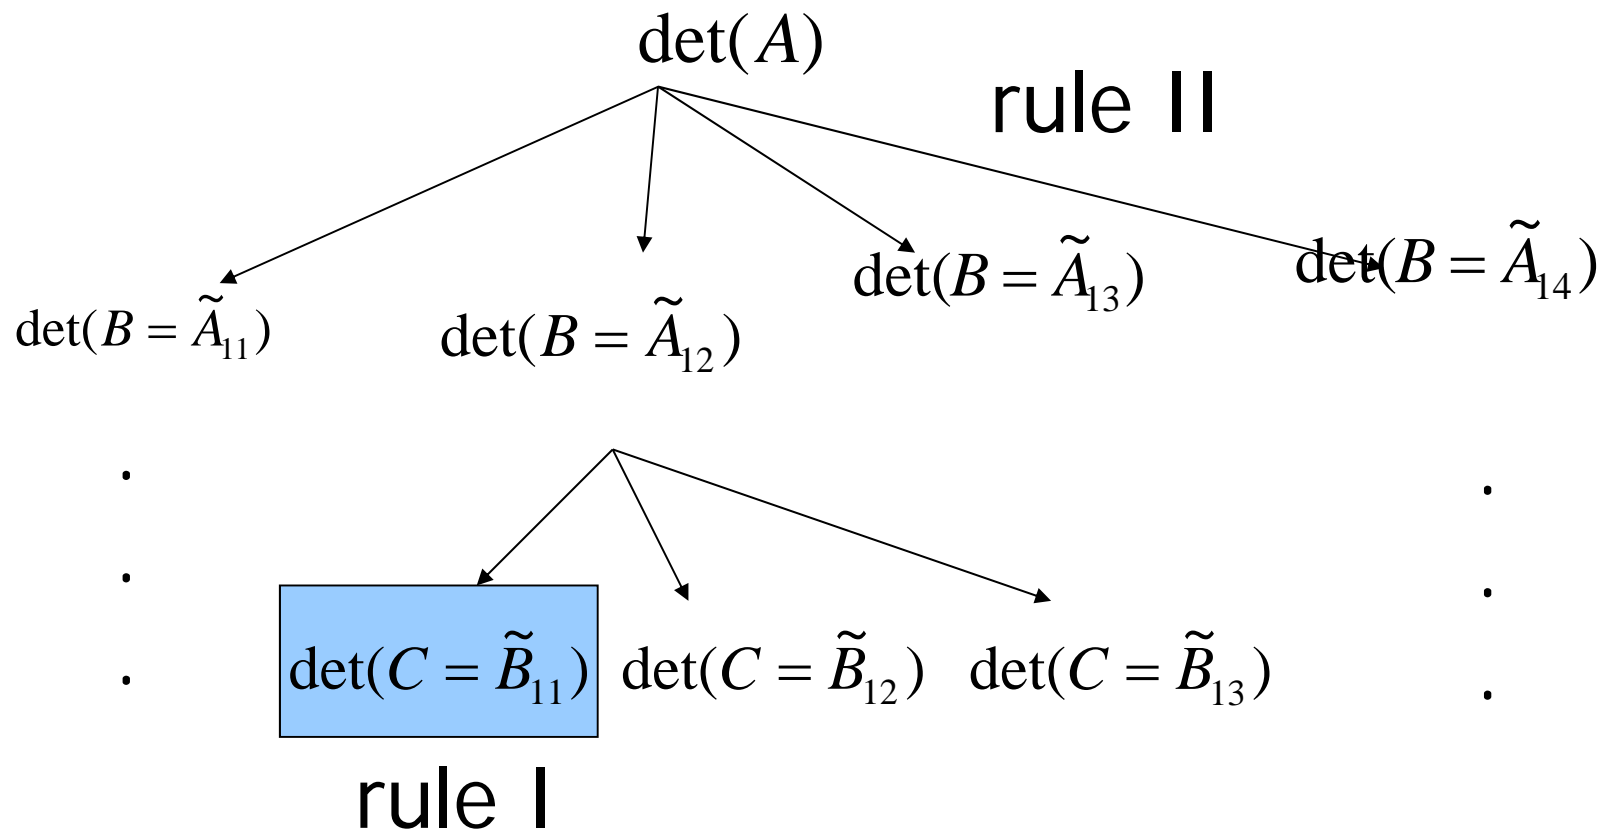 det(A)
rule II
det(B = Ã₁₁)
det(B = Ã₁₂)
det(B = Ã₁₃)
det(B = Ã₁₄)
.
.
.
.
.
.
det(C = B̃₁₁)
det(C = B̃₁₂)
det(C = B̃₁₃)
rule I